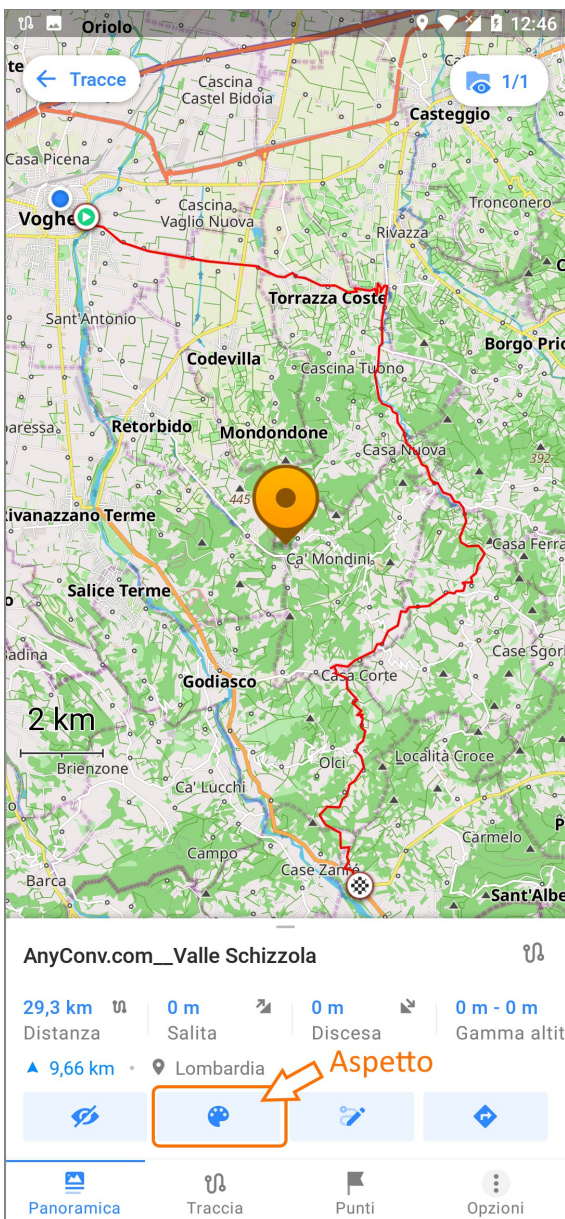 12:46
Oriolo
te
Tracce
1/1
Cascina
Castel Bidoia
Casteggio
Casa Picena
Tronconero
Cascina
Vaglio Nuova
Voghe
Rivazza
Torrazza Coste
Sant'Antonio
Borgo Pric
Codevilla
Cascina Tuono
Retorbido
Mondondone
Casa Nuova
392
445
Rivanazzano Terme
Casa Ferra
Ca' Mondini
Salice Terme
o
adina
Case Sgor
Godiasco
Casa Corte
2 km
Brienzone
Olci
Località Croce
Ca' Lucchi
Campo
Carmelo
P
Barca
Sant'Albe
AnyConv.com__Valle Schizzola
29,3 km
0 m
0 m
0 m - 0 m
Distanza
Salita
Discesa
Gamma altit
9,66 km • Lombardia
Aspetto
Panoramica
Traccia
Punti
Opzioni